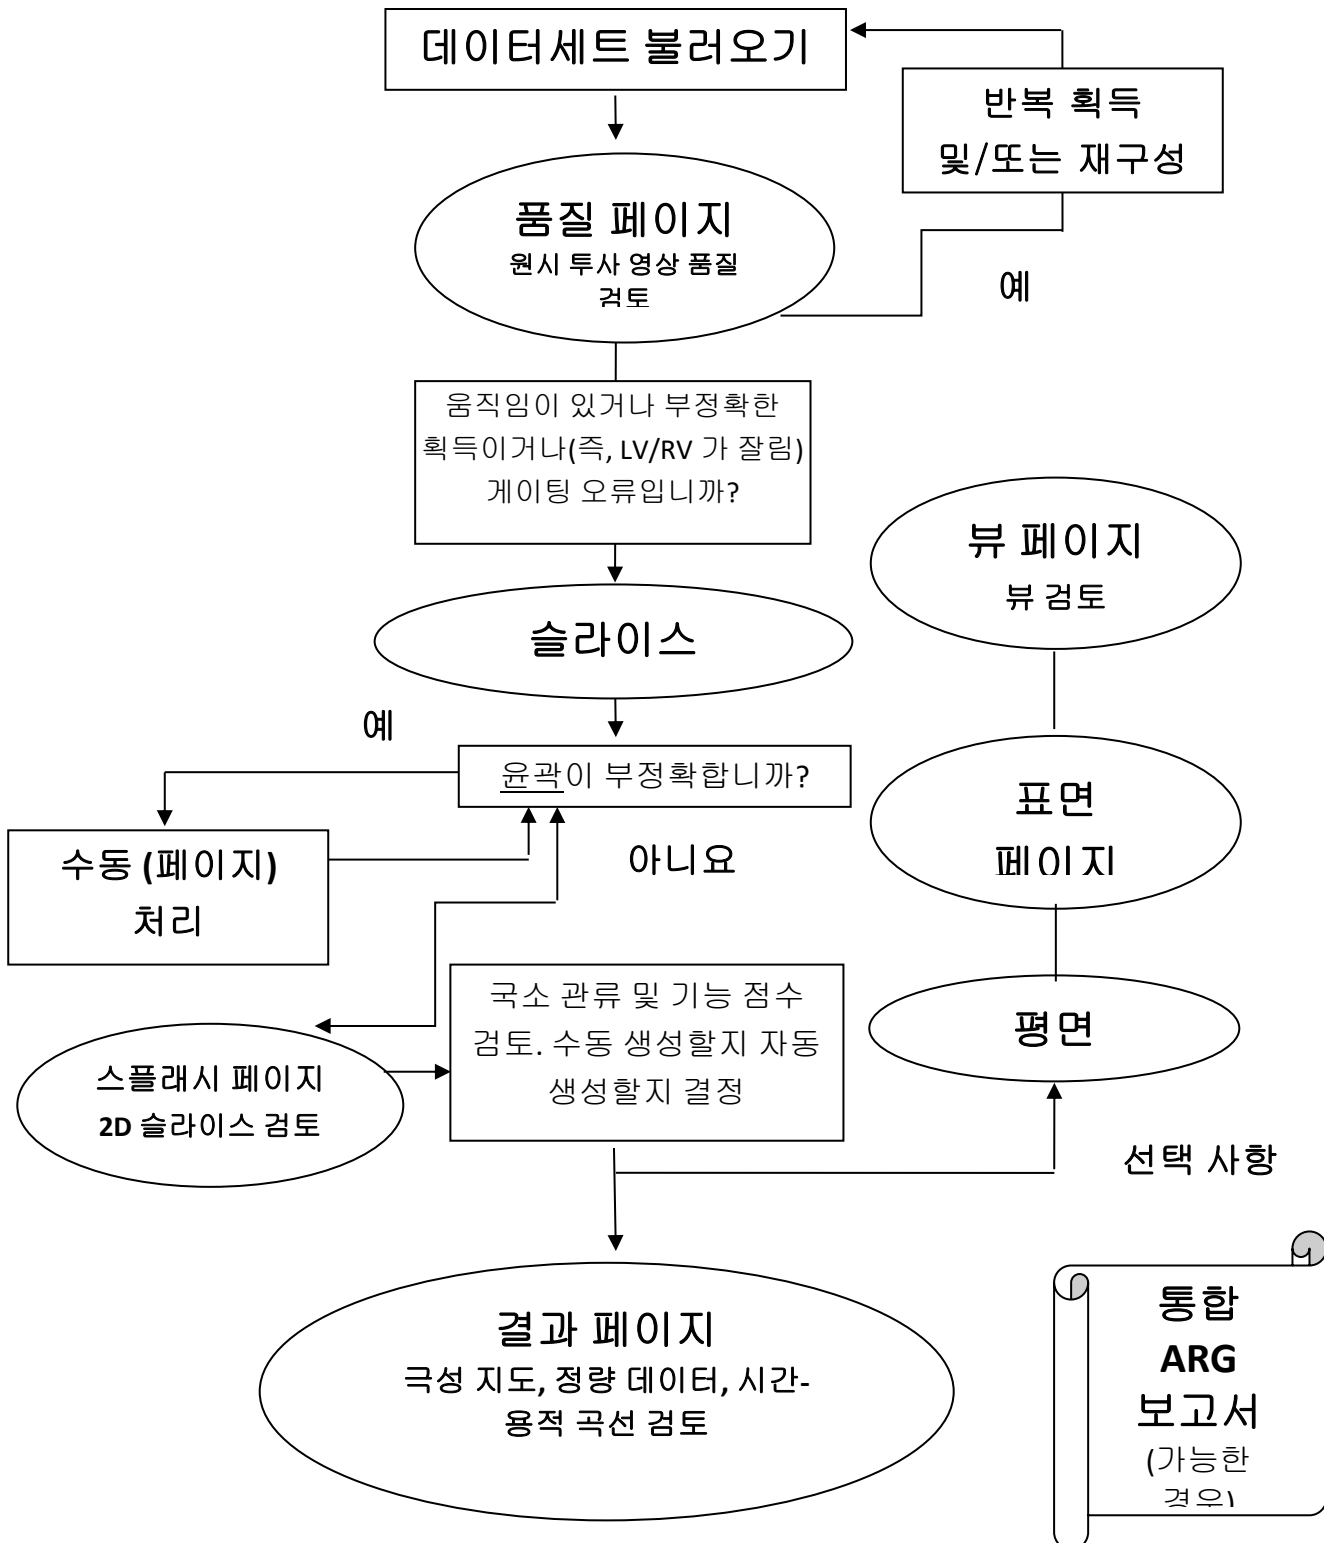 데이터세트 불러오기
반복 획득
및/또는 재구성
품질 페이지
원시 투사 영상 품질
검토
예
움직임이 있거나 부정확한
획득이거나(즉, LV/RV 가 잘림)
게이팅 오류입니까?
뷰 페이지
뷰 검토
슬라이스
예
윤곽이 부정확합니까?
표면
페이지
수동 (페이지)
처리
아니요
국소 관류 및 기능 점수
검토. 수동 생성할지 자동
생성할지 결정
평면
스플래시 페이지
2D 슬라이스 검토
선택 사항
결과 페이지
극성 지도, 정량 데이터, 시간-
용적 곡선 검토
통합
ARG
보고서
(가능한
경우)